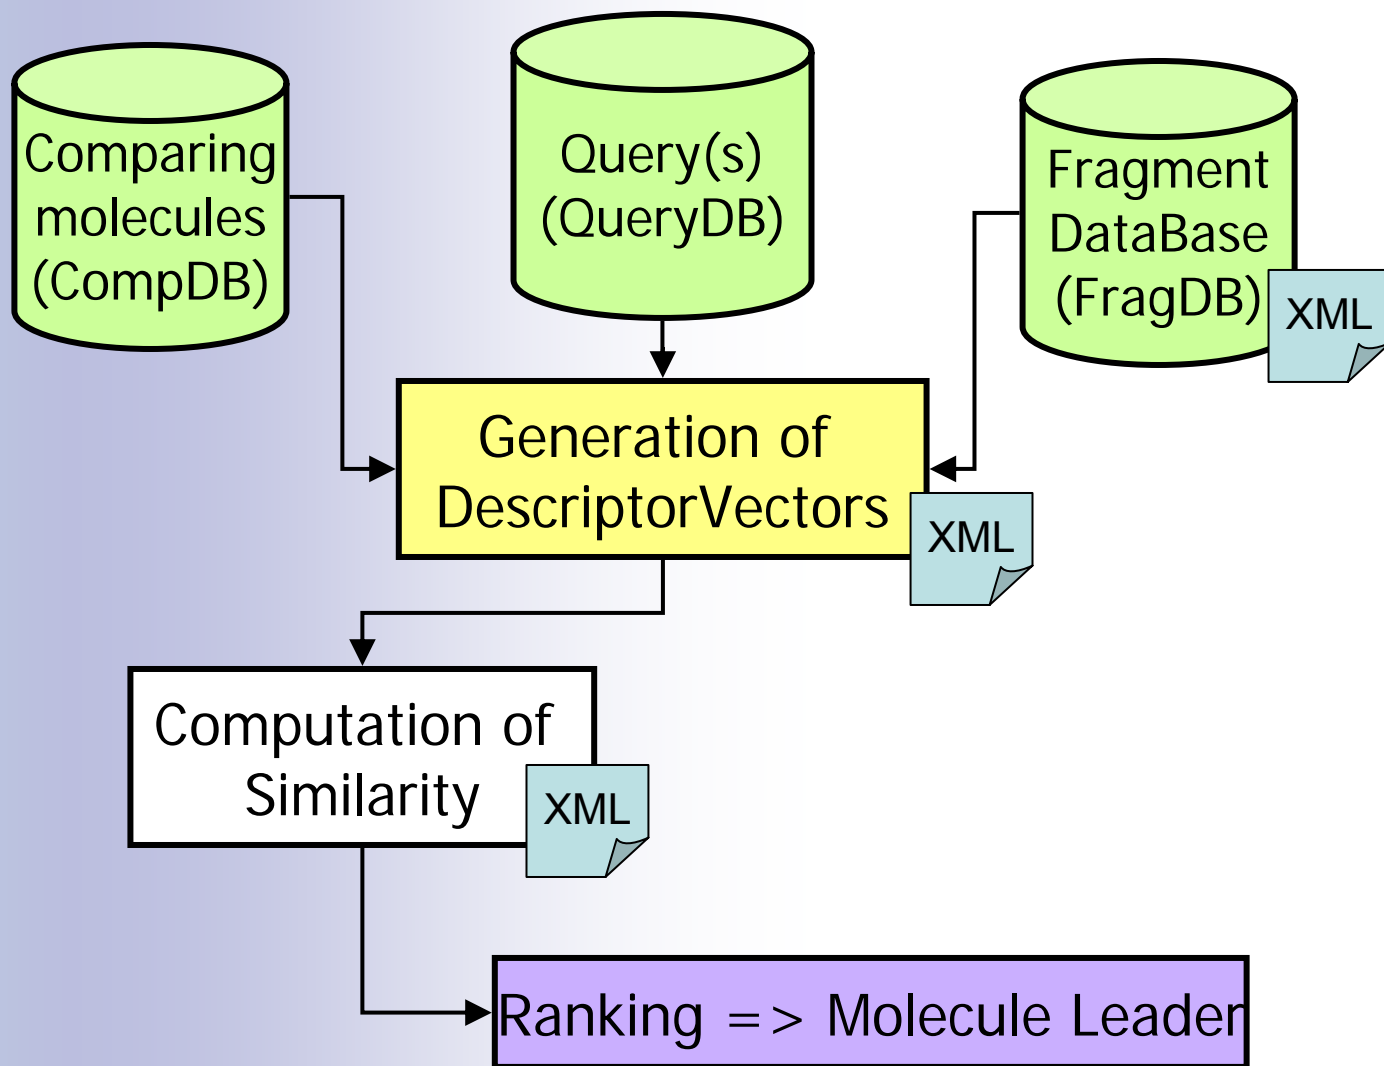 Comparing
molecules
(CompDB)
Query(s)
(QueryDB)
Fragment
DataBase
(FragDB)
XML
Generation of
DescriptorVectors
XML
Computation of
Similarity
XML
Ranking => Molecule Leader